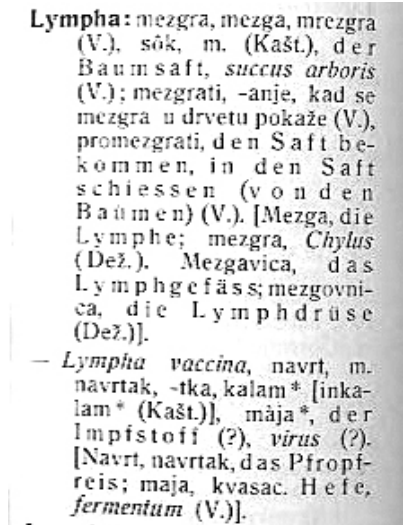 Lympha: mezgra, mezga, mrezgra
(V.), sók, m. (Kašt.), der
Baumsaft, succus arboris
(V.); mezgrati, -anje, kad se
mezgra u drvetu pokaže (V.),
promezgrati, den Saft be-
kommen, in den Saft
schiessen (von den
Baümen) (V.). [Mezga, die
Lymphe; mezgra, Chylus
(Dež.). Mezgavica, das
Lymphgefäss; mezgovni-
ca, die Lymphdrüse
(Dež.)].
— Lympha vaccina, navrt, m.
navrtak, -tka, kalam* [inka-
lam* (Kašt.)], màja*, der
Impfstoff (?), virus (?).
[Navrt, navrtak, das Pfropf-
reis; maja, kvasac. Hefe,
fermentum (V.)].